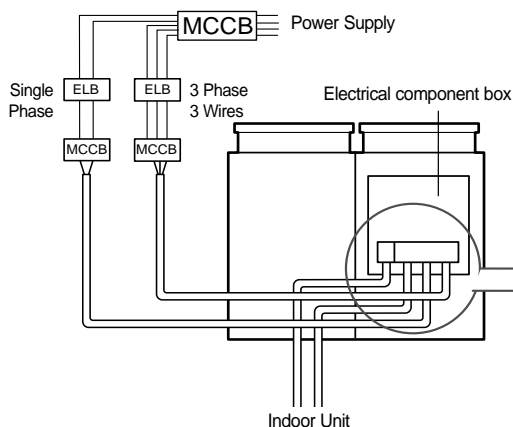 MCCB
Power Supply
Single
Phase
ELB
ELB
3 Phase
3 Wires
Electrical component box
MCCB
MCCB
Indoor Unit